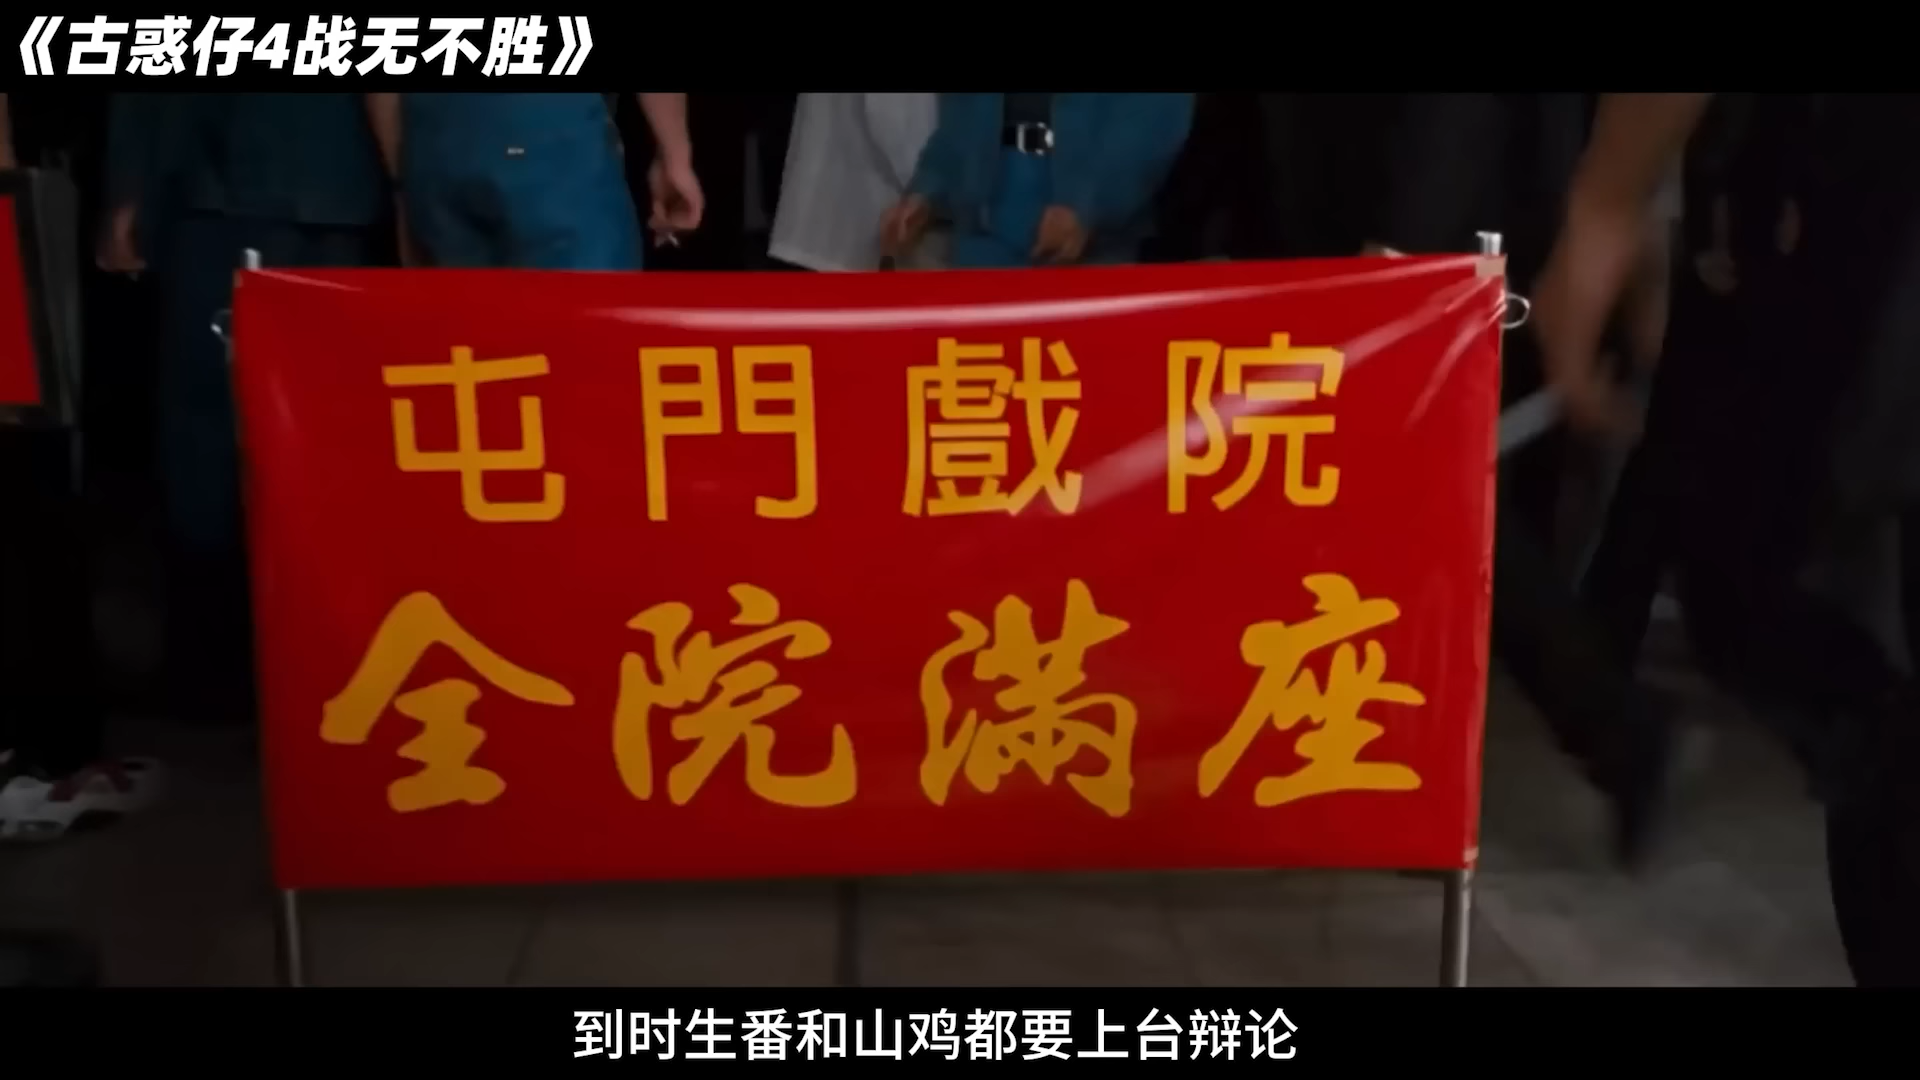 《古惑仔4战无不胜》
屯門戲院
全院滿座
到时生番和山鸡都要上台辩论